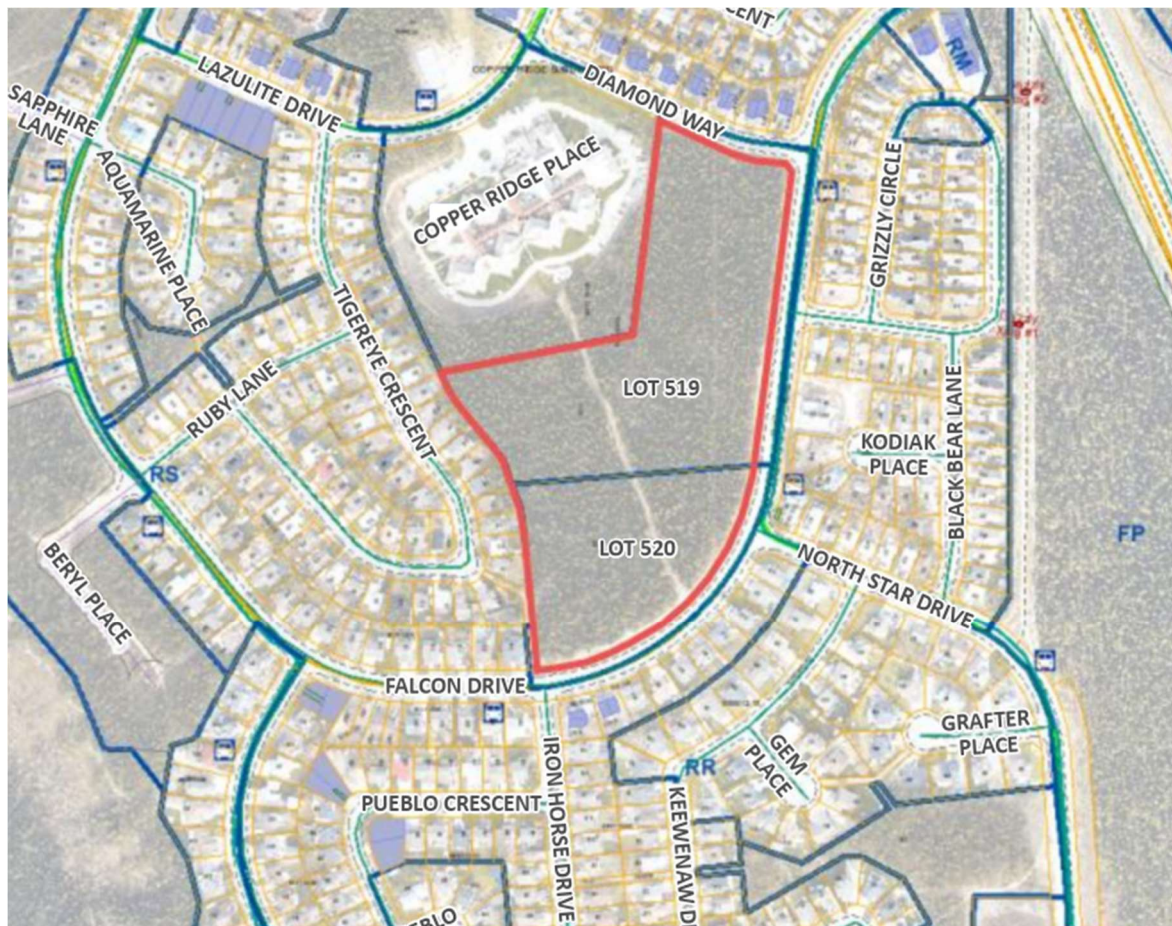 CENT
RM
LAZULITE DRIVE
DIAMOND WAY
SAPPHIRE
LANE
AQUAMARINE PLACE
COPPER RIDGE PLACE
GRIZZLY CIRCLE
TIGEREYE CRESCENT
RUBY LANE
LOT 519
KODIAK
PLACE
BLACK BEAR LANE
RS
FP
LOT 520
BERYL PLACE
NORTH STAR DRIVE
FALCON DRIVE
GRAFTER
PLACE
GEM
PLACE
RR
IRON HORSE DRIVE
PUEBLO CRESCENT
KEEWENAW D
EBLO